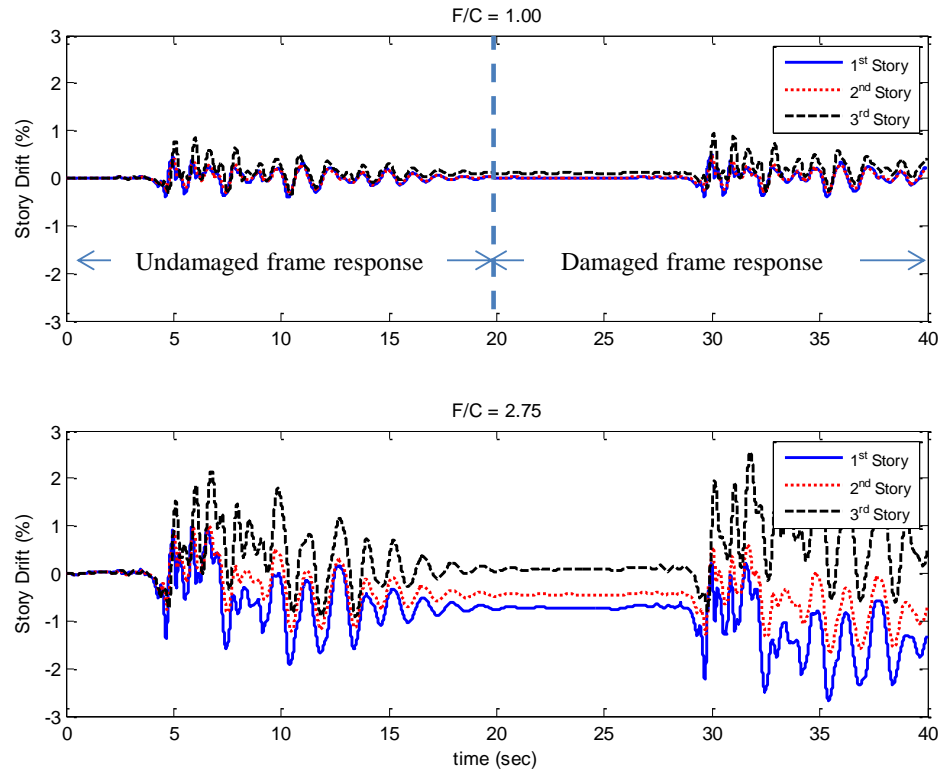 F/C = 1.00
3
2
1
0
-1
-2
-3
Story Drift (%)
1st Story
2nd Story
3rd Story
Undamaged frame response
Damaged frame response
0 5 10 15 20 25 30 35 40
F/C = 2.75
3
2
1
0
-1
-2
-3
Story Drift (%)
1st Story
2nd Story
3rd Story
0 5 10 15 20 25 30 35 40
time (sec)